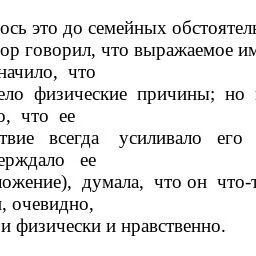 ось это до семейных обстоятель
ор говорил, что выражаемое им
начило, что
ело физические причины; но
о, что ее
твие всегда усиливало его
ерждало ее
ожение), думала, что он что-т
, очевидно,
и физически и нравственно.